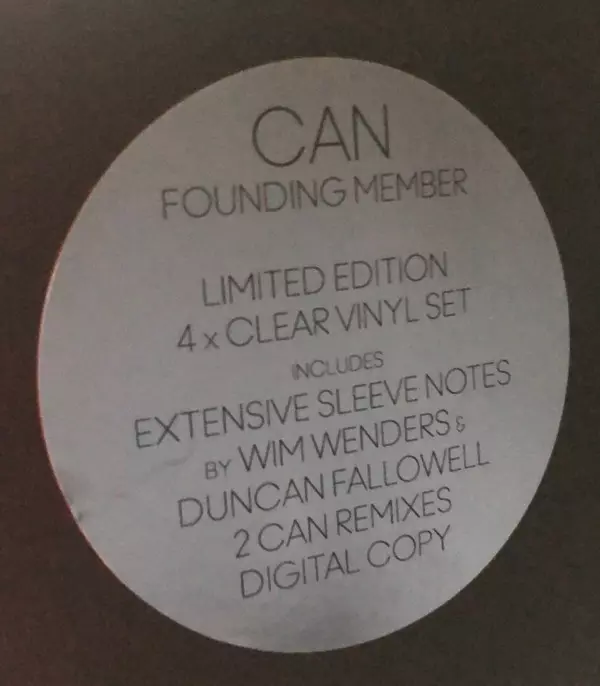 CAN
FOUNDING MEMBER
LIMITED EDITION
4 x CLEAR VINYL SET
INCLUDES
EXTENSIVE SLEEVE NOTES
BY WIM WENDERS &
DUNCAN FALLOWELL
2 CAN REMIXES
DIGITAL COPY